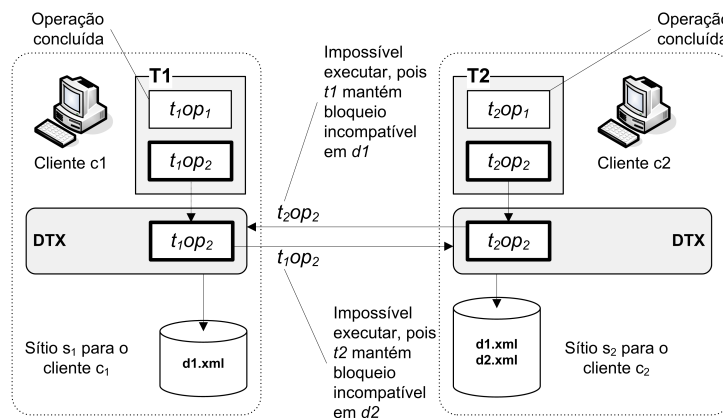 Operação
concluída
T1
t1op1
t1op2
Cliente c1
Impossível
executar, pois
t1 mantém
bloqueio
incompatível
em d1
Operaçã
concluída
T2
t2op1
t2op2
Cliente c2
DTX
t1op2
t2op2
t1op2
t2op2
DTX
d1.xml
Sítio s1 para o
cliente c1
Impossível
executar, pois
t2 mantém
bloqueio
incompatível
em d2
d1.xml
d2.xml
Sítio s2 para o
cliente c2